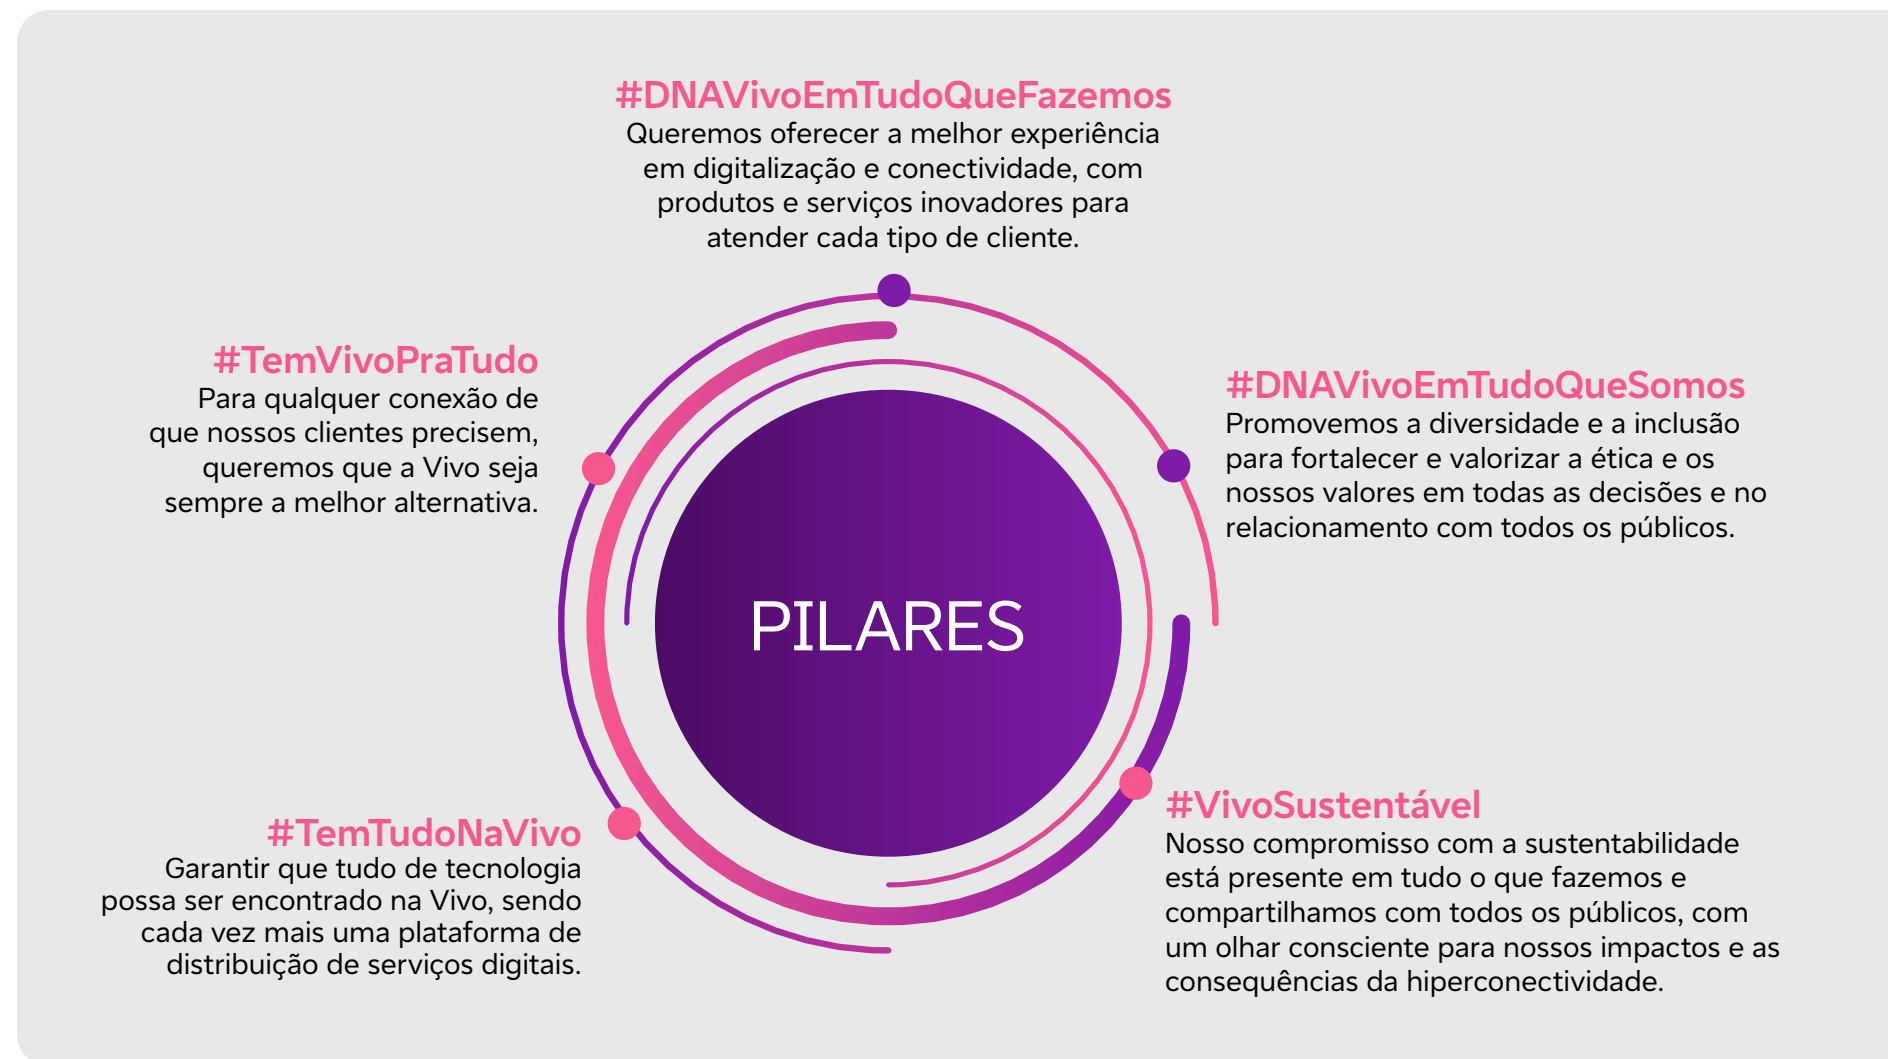 #DNAVivoEmTudoQueFazemos
Queremos oferecer a melhor experiência
em digitalização e conectividade, com
produtos e serviços inovadores para
atender cada tipo de cliente.
#TemVivoPraTudo
Para qualquer conexão de
que nossos clientes precisem,
queremos que a Vivo seja
sempre a melhor alternativa.
#DNAVivoEmTudoQueSomos
Promovemos a diversidade e a inclusão
para fortalecer e valorizar a ética e os
nossos valores em todas as decisões e no
relacionamento com todos os públicos.
PILARES
#TemTudoNaVivo
Garantir que tudo de tecnologia
possa ser encontrado na Vivo, sendo
cada vez mais uma plataforma de
distribuição de serviços digitais.
#VivoSustentável
Nosso compromisso com a sustentabilidade
está presente em tudo o que fazemos e
compartilhamos com todos os públicos, com
um olhar consciente para nossos impactos e as
consequências da hiperconectividade.